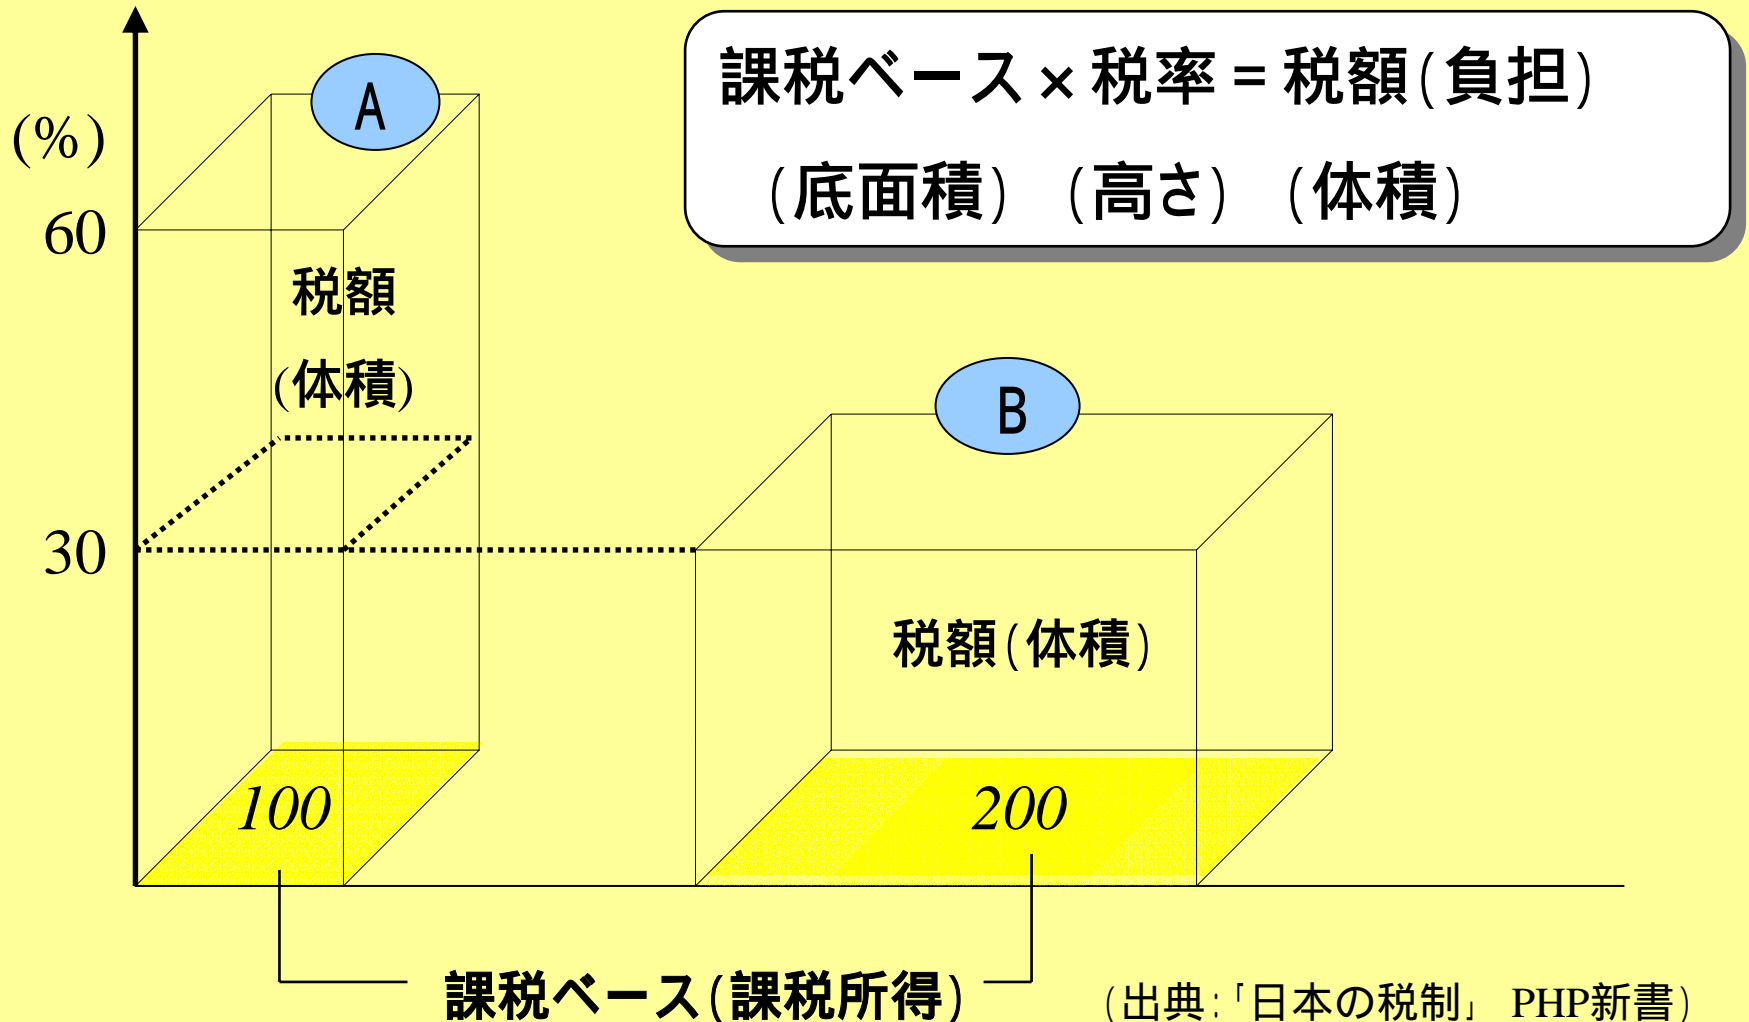 課税ベース×税率=税額(負担)
(底面積) (高さ) (体積)
A
(%)
60
税額
(体積)
B
30
税額(体積)
100
200
課税ベース(課税所得)
(出典:「日本の税制」 PHP新書)